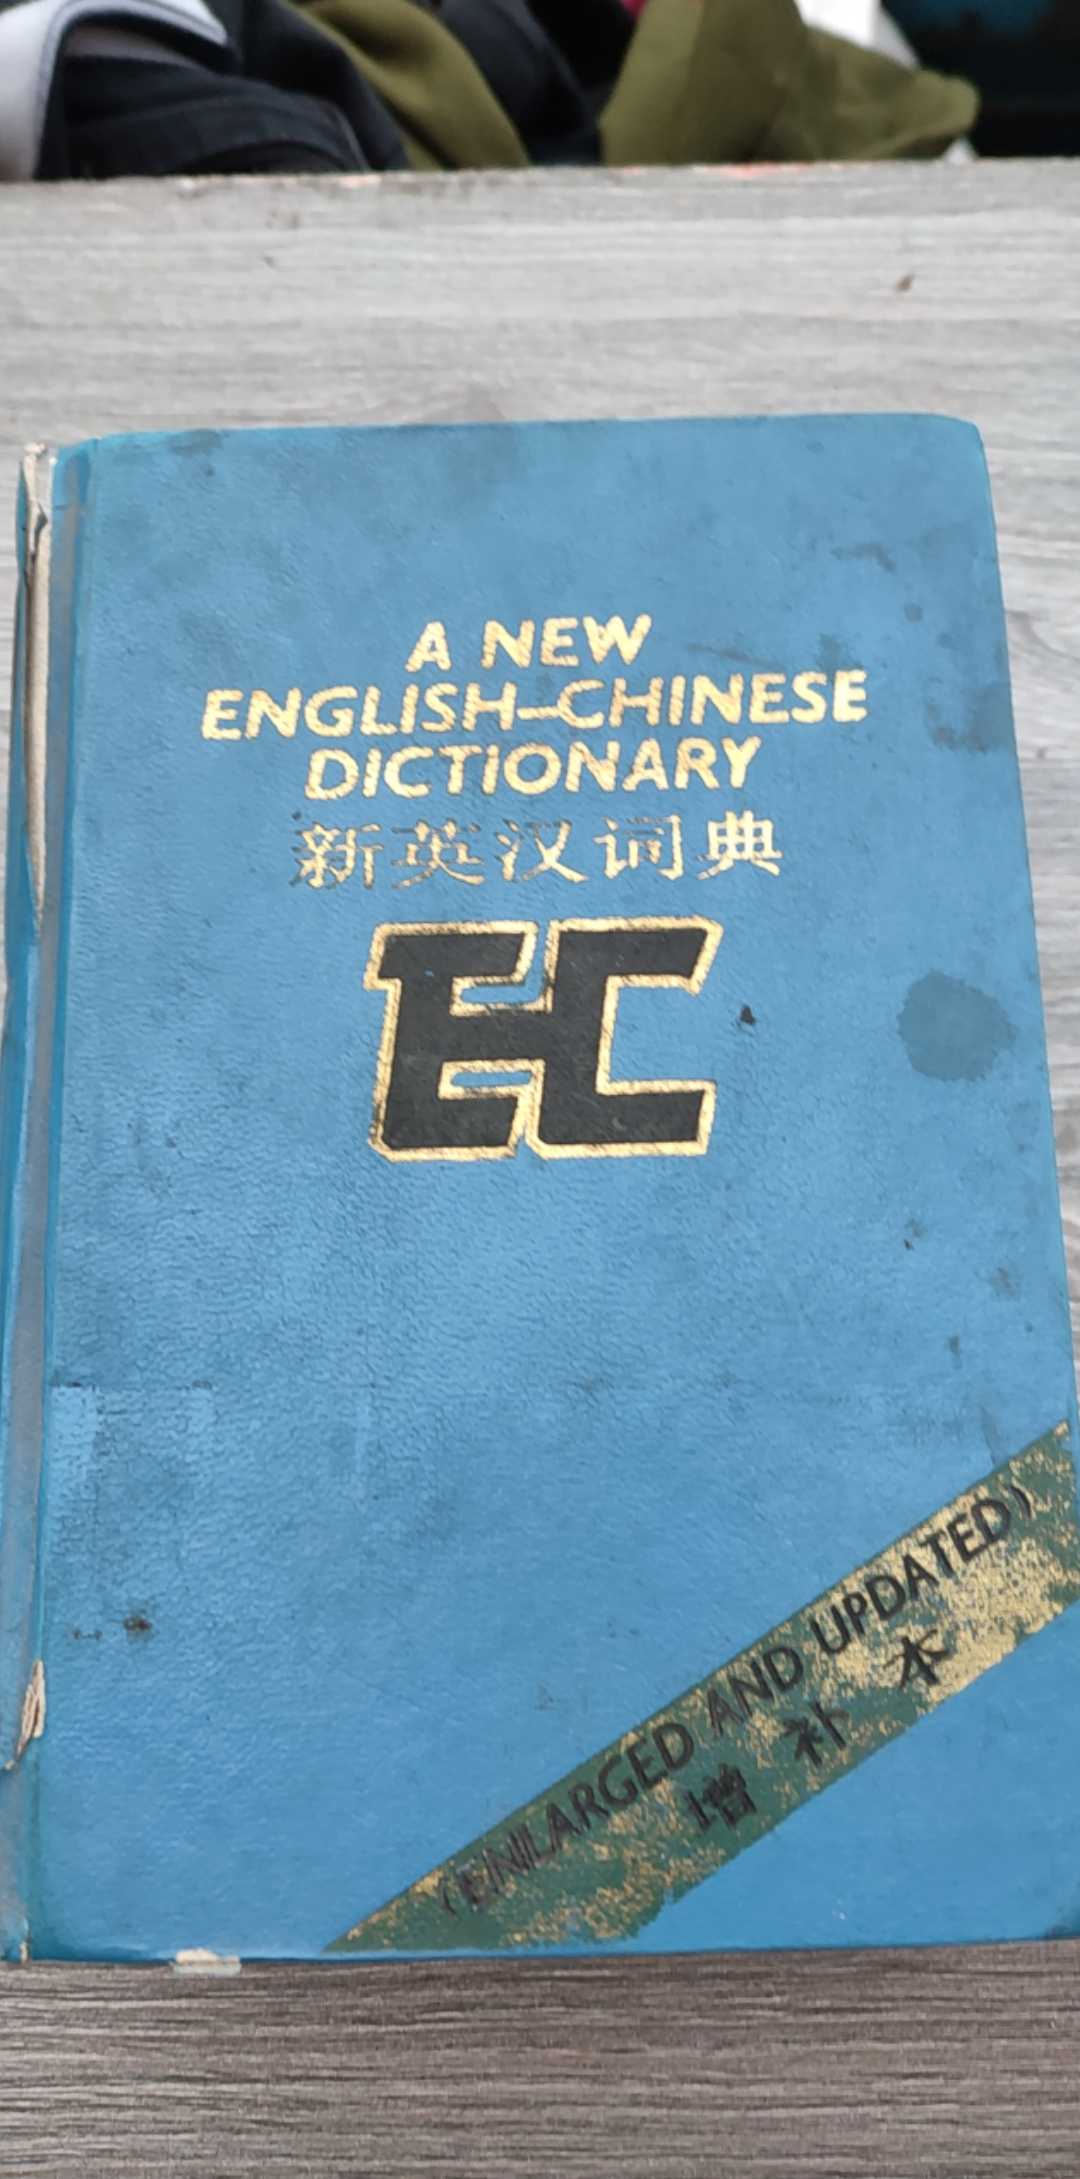 A NEW
ENGLISH-CHINESE
DICTIONARY
新英汉词典
EC
(ENLARGED AND UPDATED)
增补本